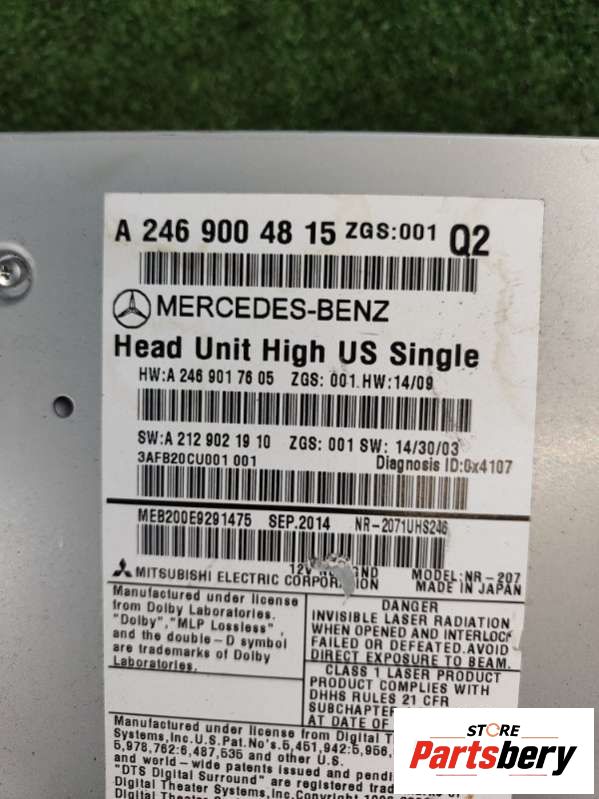 A 246 900 48 15 ZGS:001 Q2
MERCEDES-BENZ
Head Unit High US Single
HW:A 246 901 76 05 ZGS: 001.HW:14/09
SW:A 212 902 19 10 ZGS: 001 SW: 14/30/03
3AFB20CU001 001 Diagnosis ID:0x4107
MEB200E9291475 SEP.2014 NR-2071UHS246
12V GND
MITSUBISHI ELECTRIC CORPORATION MODEL:NR-207
MADE IN JAPAN
Manufactured under license
from Dolby Laboratories.
"Dolby","MLP Lossless",
and the double-D symbol
are trademarks of Dolby
Laboratories.
DANGER
INVISIBLE LASER RADIATION
WHEN OPENED AND INTERLOCK
FAILED OR DEFEATED.AVOID
DIRECT EXPOSURE TO BEAM.
CLASS 1 LASER PRODUCT
PRODUCT COMPLIES WITH
DHHS RULES 21 CFR
SUBCHAPTER
AT DATE OF
Manufactured under license from Digital
Systems,Inc.U.S.Pat.No's.5,451,942;5,956,
5,978,762;6,487,535 and other U.S.
and world-wide patents issued and
"DTS Digital Surround" are registered
Digital Theater Systems,Inc.Copyright
Digital Theater Systems,
STORE
Partsbery